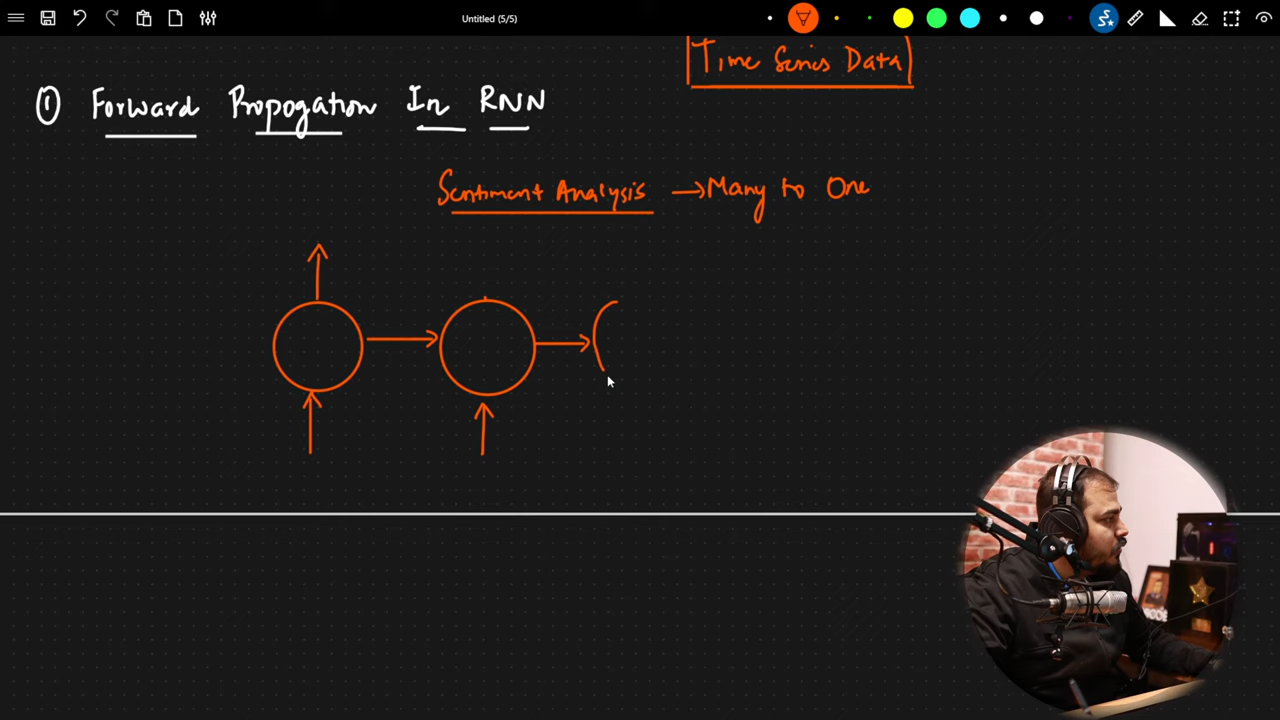 Untitled (5/5)
Time Series Data
① Forward Propogation In RNN
Sentiment Analysis → Many to One